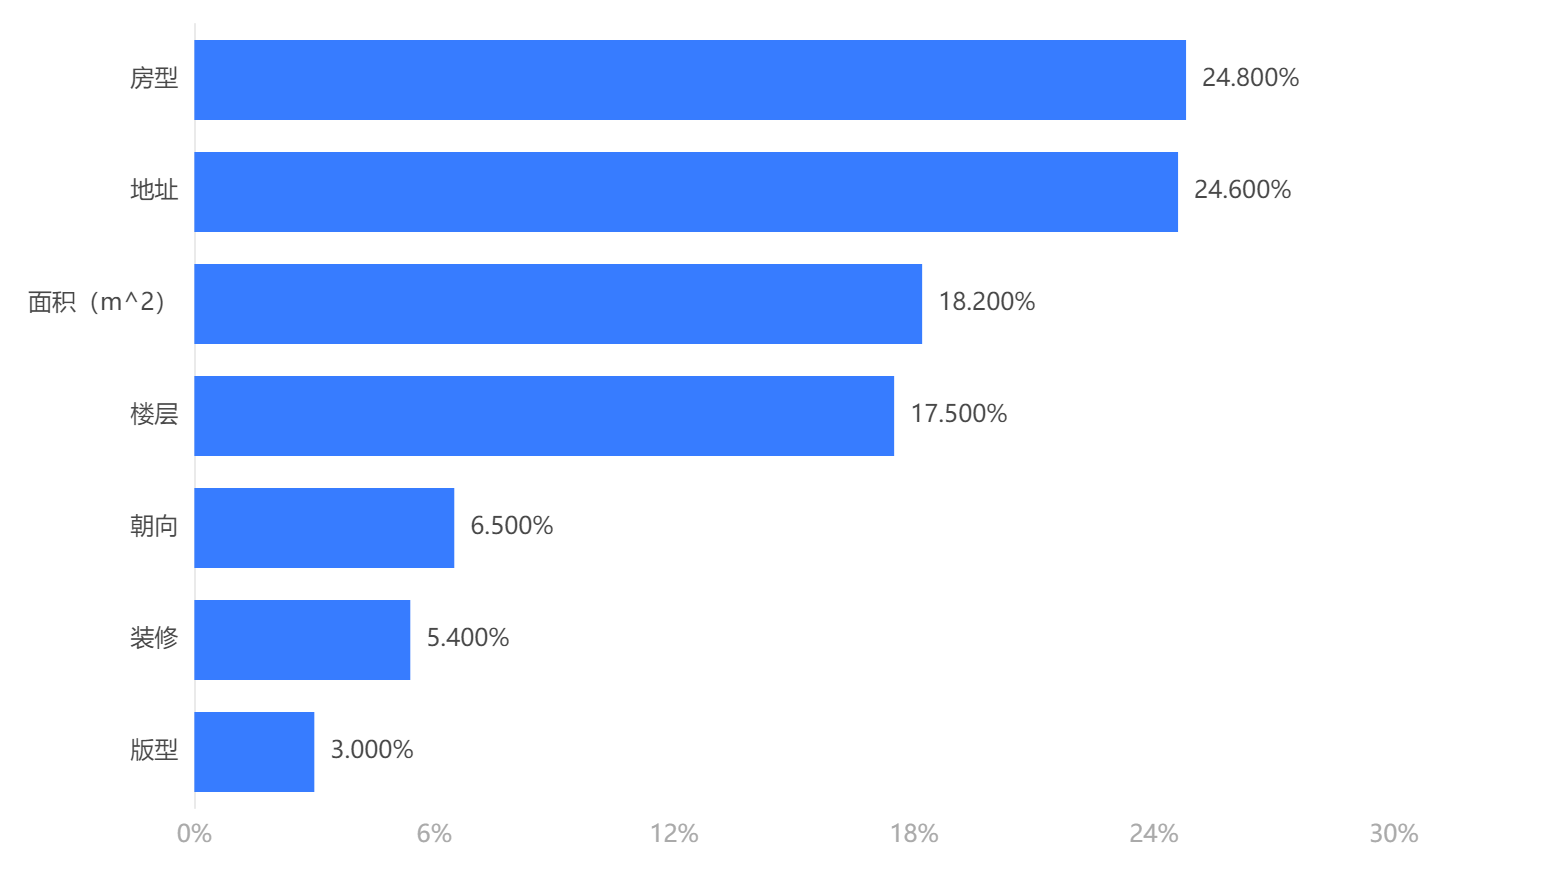 房型 24.800%
地址 24.600%
面积（m^2） 18.200%
楼层 17.500%
朝向 6.500%
装修 5.400%
版型 3.000%
0% 6% 12% 18% 24% 30%